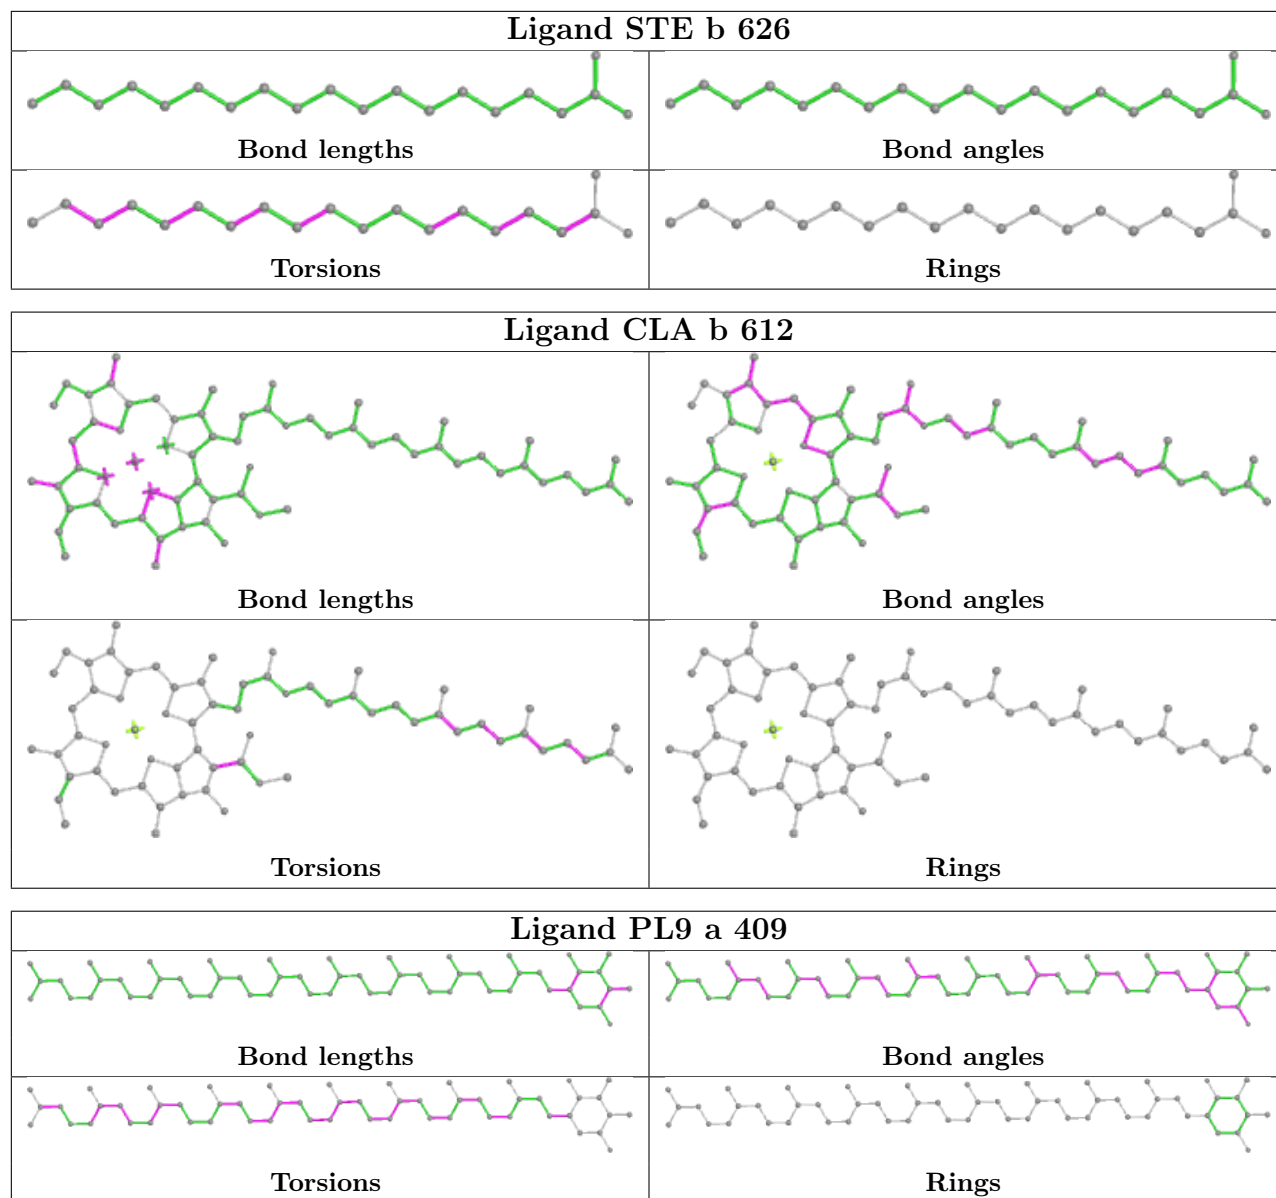 Ligand STE b 626
Bond lengths
Bond angles
Torsions
Rings
Ligand CLA b 612
Bond lengths
Bond angles
Torsions
Rings
Ligand PL9 a 409
Bond lengths
Bond angles
Torsions
Rings